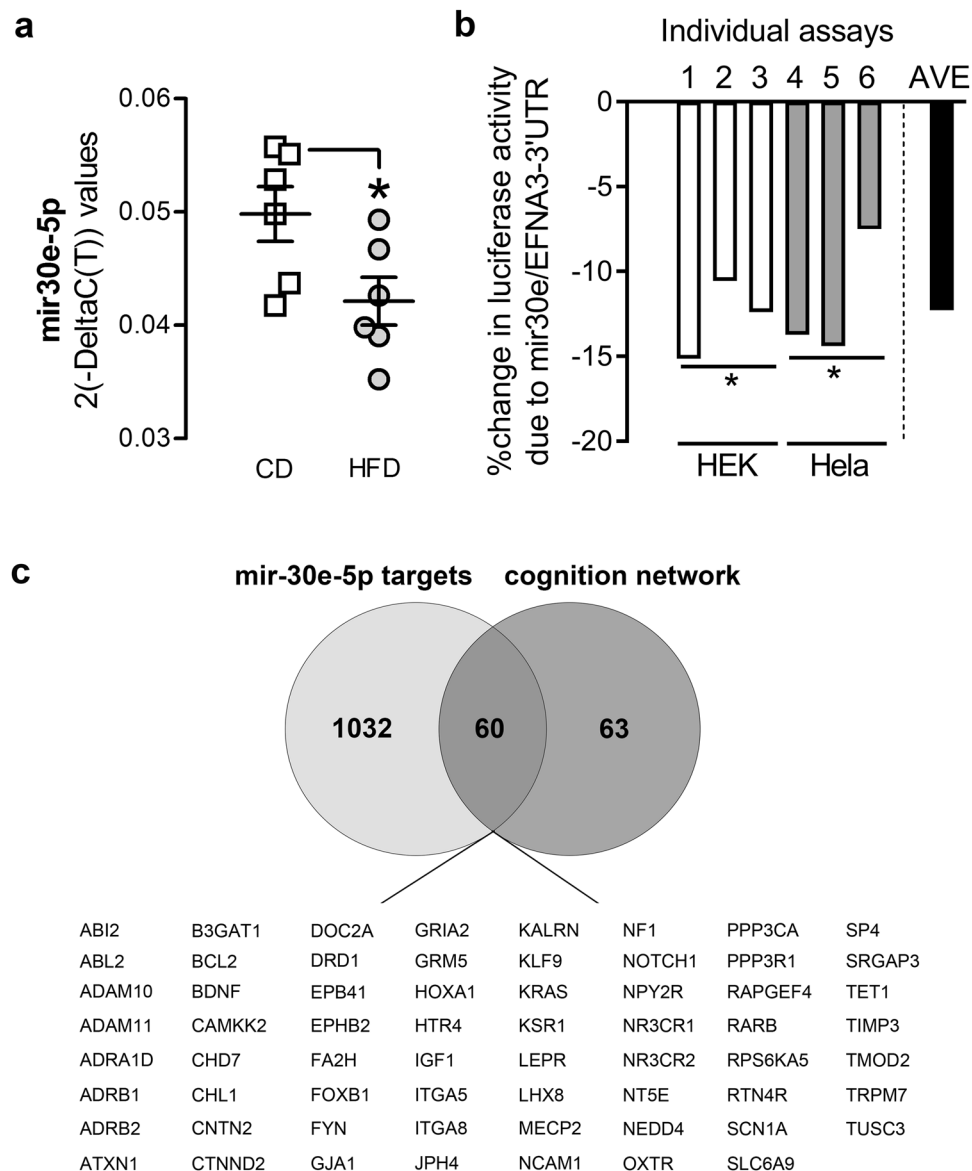 a
mir30e-5p
2(-DeltaC(T)) values
0.06
0.05
0.04
0.03
*
CD HFD
b
Individual assays
1 2 3 4 5 6 AVE
%change in luciferase activity
due to mir30e/EFNA3-3'UTR
0
-5
-10
-15
-20
* *
HEK Hela
c
mir-30e-5p targets cognition network
1032 60 63
ABI2 B3GAT1 DOC2A GRIA2 KALRN NF1 PPP3CA SP4
ABL2 BCL2 DRD1 GRM5 KLF9 NOTCH1 PPP3R1 SRGAP3
ADAM10 BDNF EPB41 HOXA1 KRAS NPY2R RAPGEF4 TET1
ADAM11 CAMKK2 EPHB2 HTR4 KSR1 NR3CR1 RARB TIMP3
ADRA1D CHD7 FA2H IGF1 LEPR NR3CR2 RPS6KA5 TMOD2
ADRB1 CHL1 FOXB1 ITGA5 LHX8 NT5E RTN4R TRPM7
ADRB2 CNTN2 FYN ITGA8 MECP2 NEDD4 SCN1A TUSC3
ATXN1 CTNND2 GJA1 JPH4 NCAM1 OXTR SLC6A9